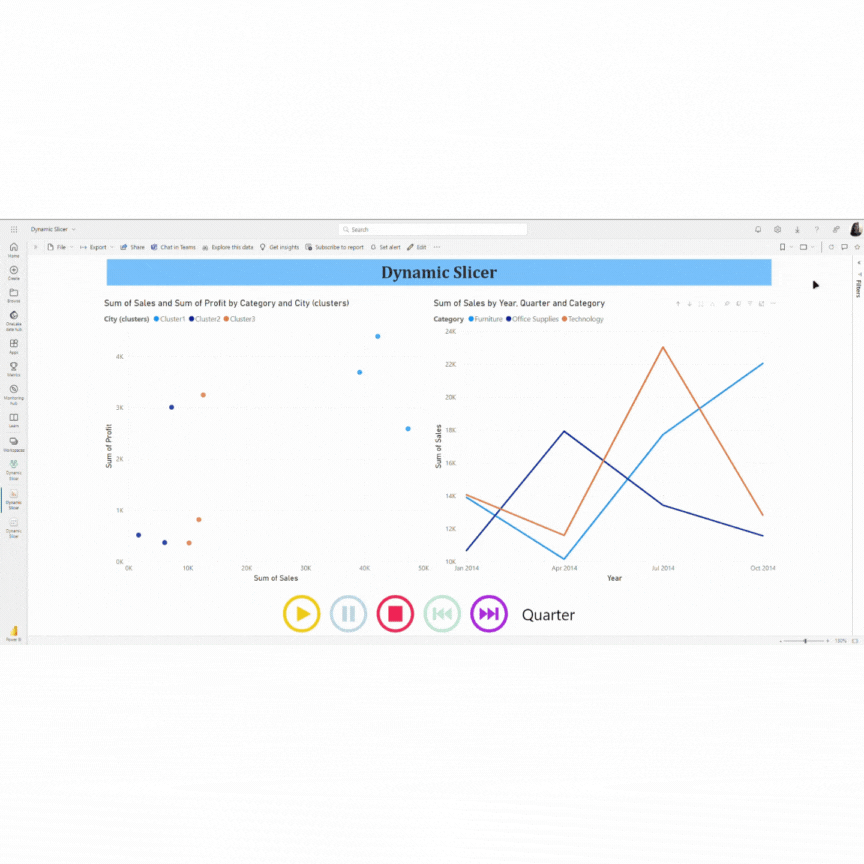 Dynamic Slicer
Search
File
Export
Share
Chat in Teams
Explore this data
Get insights
Subscribe to report
Set alert
Edit
Home
Create
Browse
OneLake data hub
Apps
Metrics
Monitoring hub
Learn
Workspaces
Dynamic Slicer
Dynamic Slicer
Dynamic Slicer
Power BI
Dynamic Slicer
Filters
Sum of Sales and Sum of Profit by Category and City (clusters)
City (clusters) Cluster1 Cluster2 Cluster3
Sum of Profit
4K
3K
2K
1K
0K
0K 10K 20K 30K 40K 50K
Sum of Sales
Sum of Sales by Year, Quarter and Category
Category Furniture Office Supplies Technology
Sum of Sales
24K
22K
20K
18K
16K
14K
12K
10K
Jan 2014 Apr 2014 Jul 2014 Oct 2014
Year
Quarter